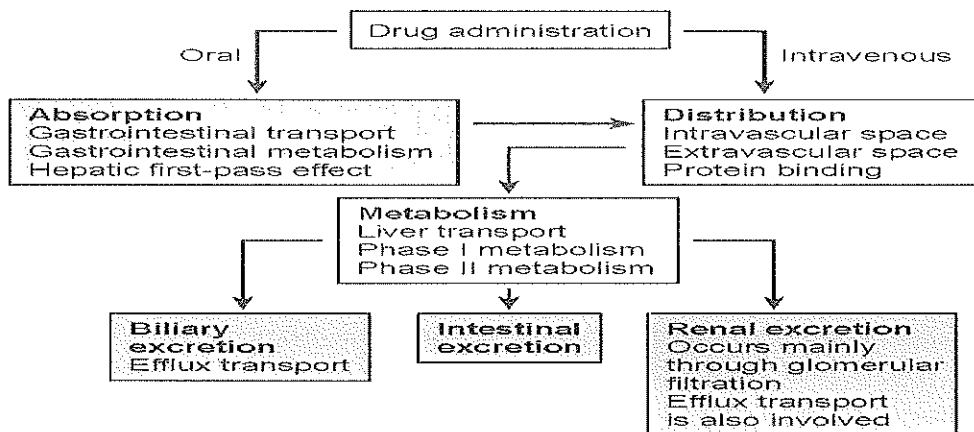 Drug administration
Oral
Intravenous
Absorption
Gastrointestinal transport
Gastrointestinal metabolism
Hepatic first-pass effect
Distribution
Intravascular space
Extravascular space
Protein binding
Metabolism
Liver transport
Phase I metabolism
Phase II metabolism
Biliary
excretion
Efflux transport
Intestinal
excretion
Renal excretion
Occurs mainly
through glomerular
filtration
Efflux transport
is also involved